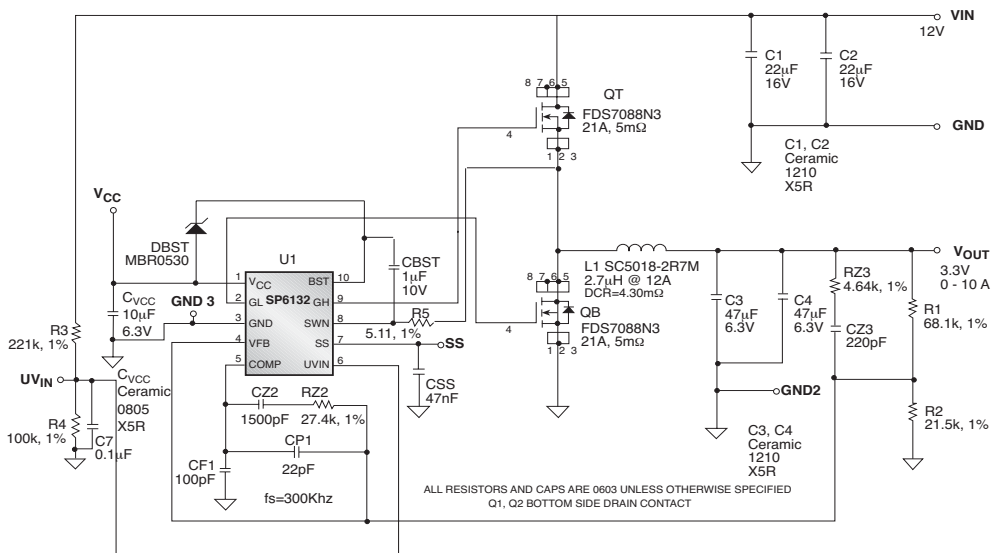 VIN
12V
C1
22μF
16V
C2
22μF
16V
GND
C1, C2
Ceramic
1210
X5R
8 7 6 5
QT
FDS7088N3
21A, 5mΩ
4
1 2 3
VCC
DBST
MBR0530
U1
SP6132
1 VCC
2 GL
3 GND
4 VFB
5 COMP
BST 10
GH 9
SWN 8
SS 7
UVIN 6
CBST
1μF
10V
GND 3
CVCC
10μF
6.3V
R5
5.11, 1%
SS
CSS
47nF
R3
221k, 1%
UVIN
CVCC
Ceramic
0805
X5R
R4
100k, 1%
C7
0.1μF
CZ2
1500pF
RZ2
27.4k, 1%
CP1
22pF
CF1
100pF
fs=300Khz
L1 SC5018-2R7M
2.7μH @ 12A
DCR=4.30mΩ
8 7 6 5
QB
FDS7088N3
21A, 5mΩ
4
1 2 3
C3
47μF
6.3V
C4
47μF
6.3V
GND2
C3, C4
Ceramic
1210
X5R
VOUT
3.3V
0 - 10 A
RZ3
4.64k, 1%
CZ3
220pF
R1
68.1k, 1%
R2
21.5k, 1%
ALL RESISTORS AND CAPS ARE 0603 UNLESS OTHERWISE SPECIFIED
Q1, Q2 BOTTOM SIDE DRAIN CONTACT